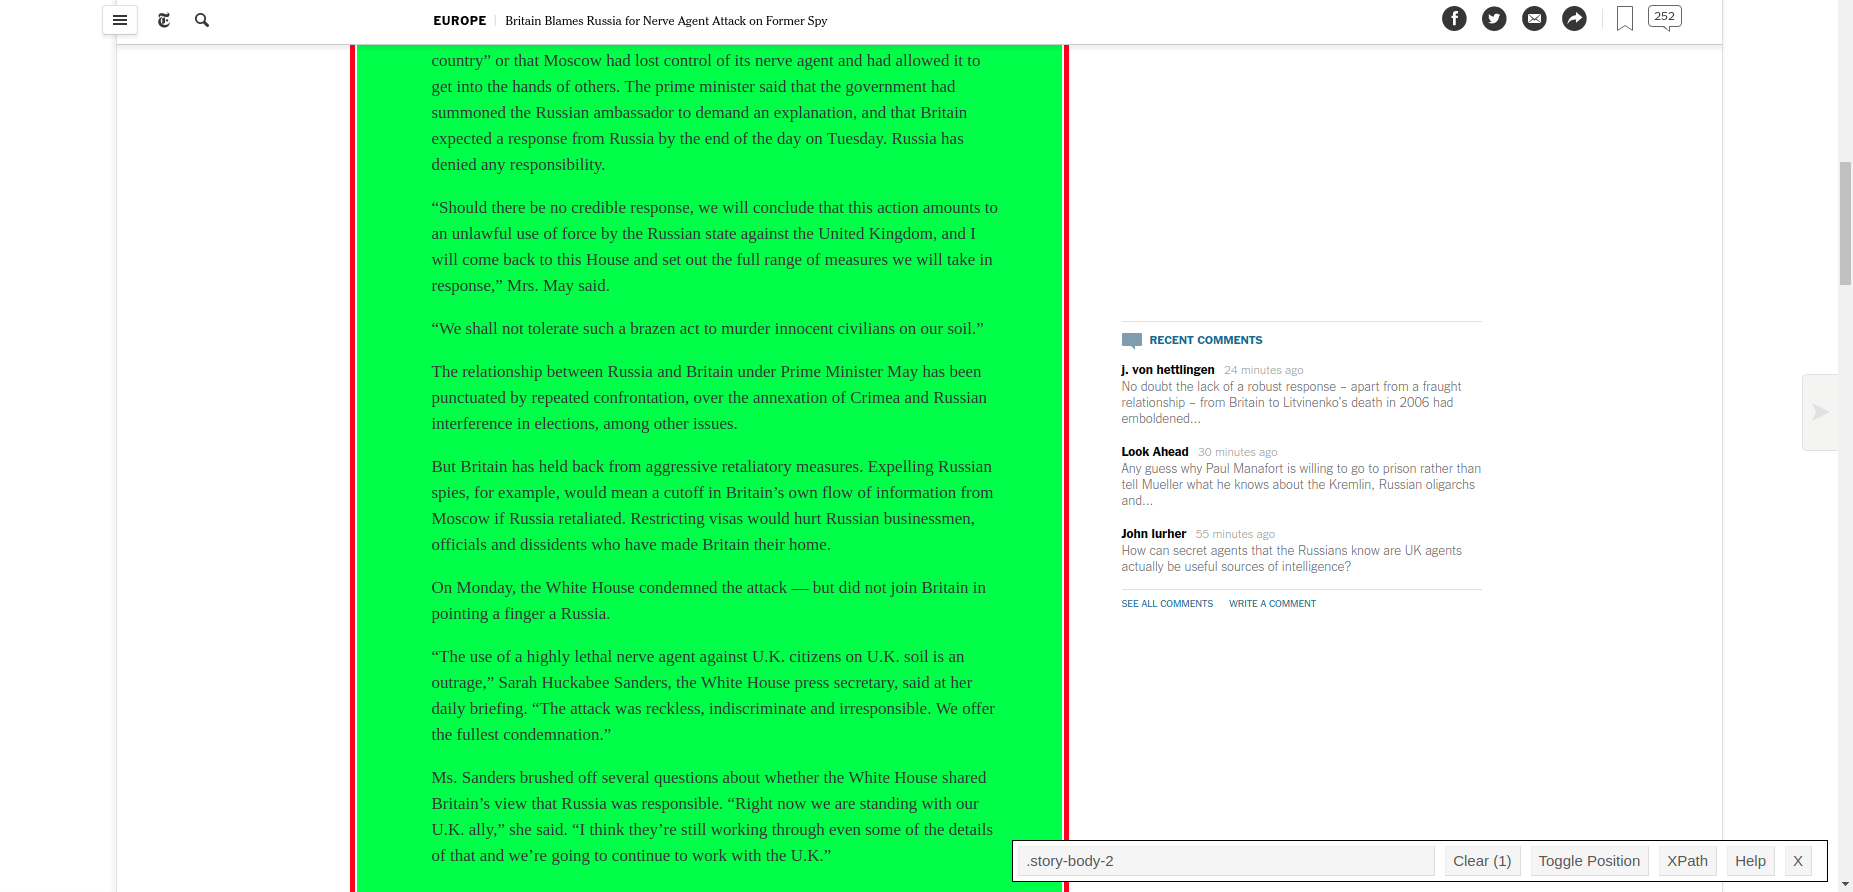 EUROPE Britain Blames Russia for Nerve Agent Attack on Former Spy
252
country” or that Moscow had lost control of its nerve agent and had allowed it to
get into the hands of others. The prime minister said that the government had
summoned the Russian ambassador to demand an explanation, and that Britain
expected a response from Russia by the end of the day on Tuesday. Russia has
denied any responsibility.
“Should there be no credible response, we will conclude that this action amounts to
an unlawful use of force by the Russian state against the United Kingdom, and I
will come back to this House and set out the full range of measures we will take in
response,” Mrs. May said.
“We shall not tolerate such a brazen act to murder innocent civilians on our soil.”
The relationship between Russia and Britain under Prime Minister May has been
punctuated by repeated confrontation, over the annexation of Crimea and Russian
interference in elections, among other issues.
But Britain has held back from aggressive retaliatory measures. Expelling Russian
spies, for example, would mean a cutoff in Britain’s own flow of information from
Moscow if Russia retaliated. Restricting visas would hurt Russian businessmen,
officials and dissidents who have made Britain their home.
On Monday, the White House condemned the attack — but did not join Britain in
pointing a finger a Russia.
“The use of a highly lethal nerve agent against U.K. citizens on U.K. soil is an
outrage,” Sarah Huckabee Sanders, the White House press secretary, said at her
daily briefing. “The attack was reckless, indiscriminate and irresponsible. We offer
the fullest condemnation.”
Ms. Sanders brushed off several questions about whether the White House shared
Britain’s view that Russia was responsible. “Right now we are standing with our
U.K. ally,” she said. “I think they’re still working through even some of the details
of that and we’re going to continue to work with the U.K.”
RECENT COMMENTS
j. von hettlingen 24 minutes ago
No doubt the lack of a robust response – apart from a fraught
relationship – from Britain to Litvinenko's death in 2006 had
emboldened...
Look Ahead 30 minutes ago
Any guess why Paul Manafort is willing to go to prison rather than
tell Mueller what he knows about the Kremlin, Russian oligarchs
and...
John lurher 55 minutes ago
How can secret agents that the Russians know are UK agents
actually be useful sources of intelligence?
SEE ALL COMMENTS WRITE A COMMENT
.story-body-2 Clear (1) Toggle Position XPath Help X